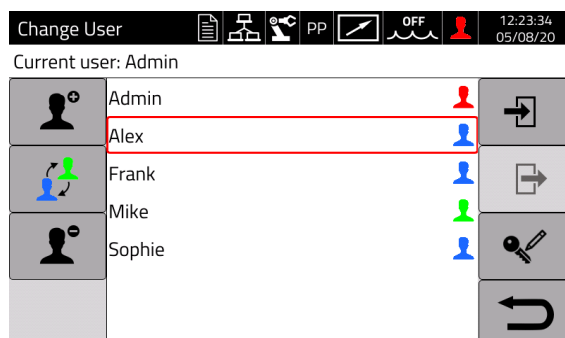 Change User PP OFF 12:23:34
05/08/20
Current user: Admin
Admin
Alex
Frank
Mike
Sophie